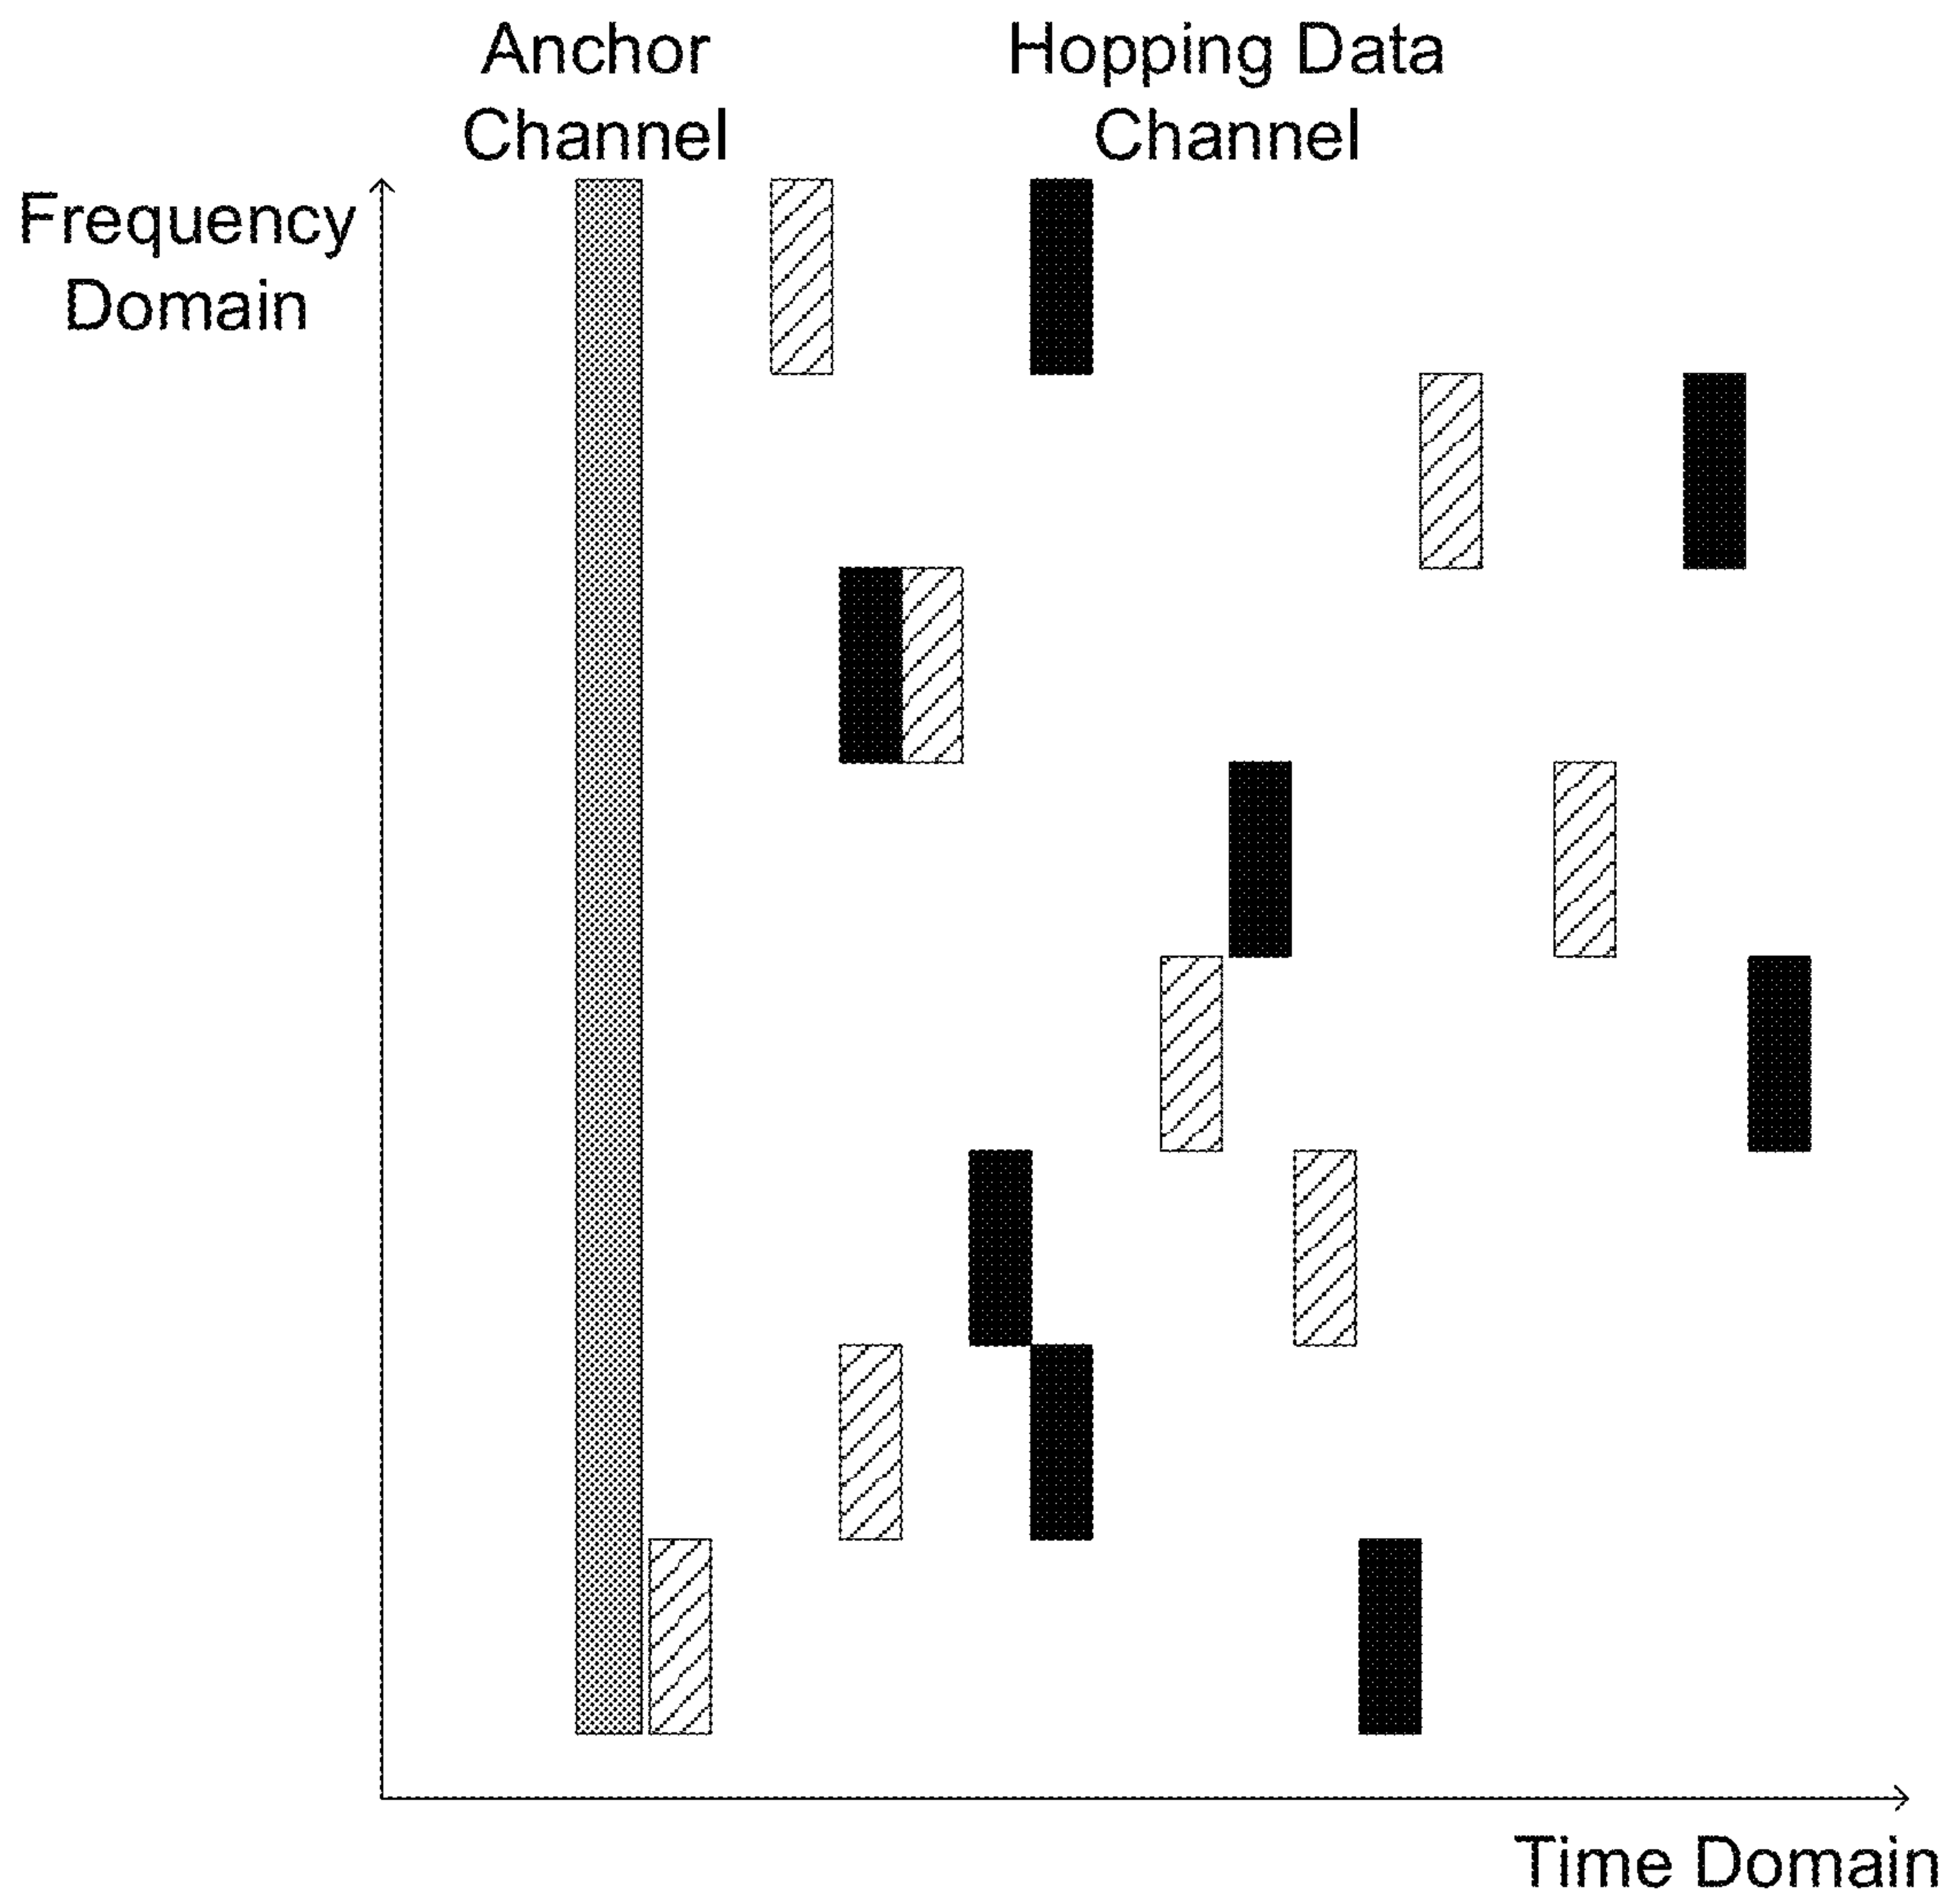 Anchor
Channel
Hopping Data
Channel
Frequency
Domain
Time Domain